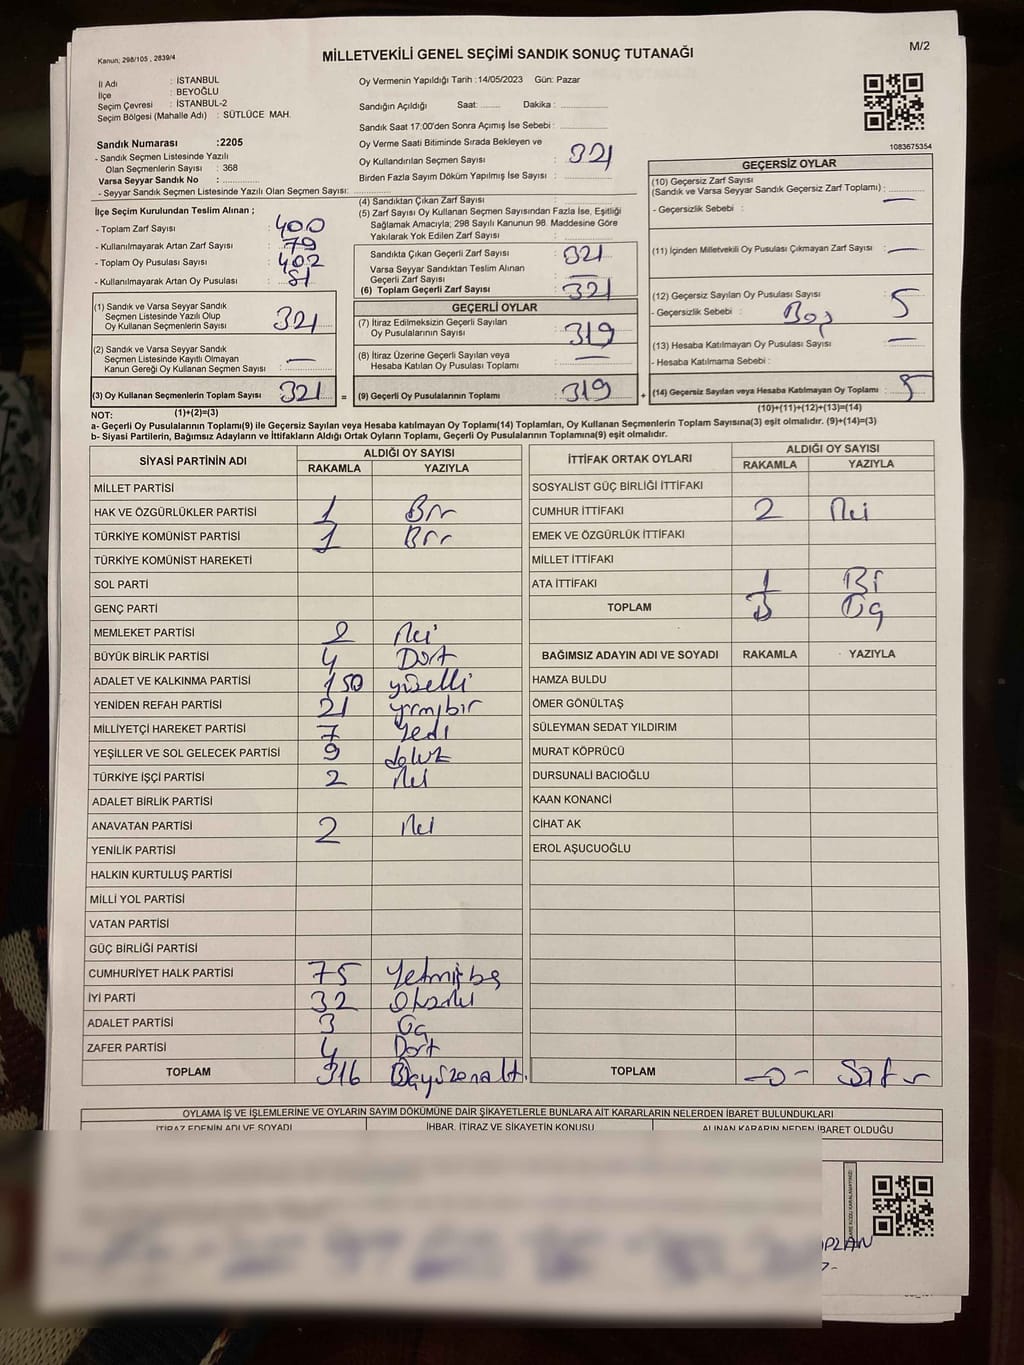 Kanun: 298/105 , 2839/4
MİLLETVEKİLİ GENEL SEÇİMİ SANDIK SONUÇ TUTANAĞI
M/2
İl Adı : İSTANBUL
İlçe : BEYOĞLU
Seçim Çevresi : İSTANBUL-2
Seçim Bölgesi (Mahalle Adı) : SÜTLÜCE MAH.
Sandık Numarası :2205
- Sandık Seçmen Listesinde Yazılı
Olan Seçmenlerin Sayısı : 368
Varsa Seyyar Sandık No :
- Seyyar Sandık Seçmen Listesinde Yazılı Olan Seçmen Sayısı:
Oy Vermenin Yapıldığı Tarih :14/05/2023 Gün: Pazar
Sandığın Açıldığı Saat: Dakika :
Sandık Saat 17:00'den Sonra Açımış İse Sebebi :
Oy Verme Saati Bitiminde Sırada Bekleyen ve
Oy Kullandırılan Seçmen Sayısı : 321
Birden Fazla Sayım Döküm Yapılmış İse Sayısı :
1083675354
İlçe Seçim Kurulundan Teslim Alınan ;
- Toplam Zarf Sayısı : 400
- Kullanılmayarak Artan Zarf Sayısı : 79
- Toplam Oy Pusulası Sayısı : 402
- Kullanılmayarak Artan Oy Pusulası : 81
(1) Sandık ve Varsa Seyyar Sandık
Seçmen Listesinde Yazılı Olup
Oy Kullanan Seçmenlerin Sayısı : 321
(2) Sandık ve Varsa Seyyar Sandık
Seçmen Listesinde Kayıtlı Olmayan
Kanun Gereği Oy Kullanan Seçmen Sayısı : —
(3) Oy Kullanan Seçmenlerin Toplam Sayısı : 321
(1)+(2)=(3)
(4) Sandıktan Çıkan Zarf Sayısı :
(5) Zarf Sayısı Oy Kullanan Seçmen Sayısından Fazla İse, Eşitliği
Sağlamak Amacıyla; 298 Sayılı Kanunun 98. Maddesine Göre
Yakılarak Yok Edilen Zarf Sayısı :
Sandıkta Çıkan Geçerli Zarf Sayısı : 321
Varsa Seyyar Sandıktan Teslim Alınan
Geçerli Zarf Sayısı : —
(6) Toplam Geçerli Zarf Sayısı : 321
GEÇERLİ OYLAR
(7) İtiraz Edilmeksizin Geçerli Sayılan
Oy Pusulalarının Sayısı : 319
(8) İtiraz Üzerine Geçerli Sayılan veya
Hesaba Katılan Oy Pusulası Toplamı : —
= (9) Geçerli Oy Pusulalarının Toplamı : 319 +
GEÇERSİZ OYLAR
(10) Geçersiz Zarf Sayısı
(Sandık ve Varsa Seyyar Sandık Geçersiz Zarf Toplamı) : —
- Geçersizlik Sebebi :
(11) İçinden Milletvekili Oy Pusulası Çıkmayan Zarf Sayısı : —
(12) Geçersiz Sayılan Oy Pusulası Sayısı : 5
- Geçersizlik Sebebi : Boş
(13) Hesaba Katılmayan Oy Pusulası Sayısı : —
- Hesaba Katılmama Sebebi :
(14) Geçersiz Sayılan veya Hesaba Katılmayan Oy Toplamı : 5
(10)+(11)+(12)+(13)=(14)
NOT:
a- Geçerli Oy Pusulalarının Toplamı(9) ile Geçersiz Sayılan veya Hesaba katılmayan Oy Toplamı(14) Toplamları, Oy Kullanan Seçmenlerin Toplam Sayısına(3) eşit olmalıdır. (9)+(14)=(3)
b- Siyasi Partilerin, Bağımsız Adayların ve İttifakların Aldığı Ortak Oyların Toplamı, Geçerli Oy Pusulalarının Toplamına(9) eşit olmalıdır.
SİYASİ PARTİNİN ADI
ALDIĞI OY SAYISI
RAKAMLA YAZIYLA
MİLLET PARTİSİ
HAK VE ÖZGÜRLÜKLER PARTİSİ 1 Bir
TÜRKİYE KOMÜNİST PARTİSİ 1 Bir
TÜRKİYE KOMÜNİST HAREKETİ
SOL PARTİ
GENÇ PARTİ
MEMLEKET PARTİSİ 2 iki
BÜYÜK BİRLİK PARTİSİ 4 Dört
ADALET VE KALKINMA PARTİSİ 150 yüzelli
YENİDEN REFAH PARTİSİ 21 yirmibir
MİLLİYETÇİ HAREKET PARTİSİ 7 yedi
YEŞİLLER VE SOL GELECEK PARTİSİ 9 dokuz
TÜRKİYE İŞÇİ PARTİSİ 2 iki
ADALET BİRLİK PARTİSİ
ANAVATAN PARTİSİ 2 iki
YENİLİK PARTİSİ
HALKIN KURTULUŞ PARTİSİ
MİLLİ YOL PARTİSİ
VATAN PARTİSİ
GÜÇ BİRLİĞİ PARTİSİ
CUMHURİYET HALK PARTİSİ 75 Yetmişbeş
İYİ PARTİ 32 Otuziki
ADALET PARTİSİ 3 Üç
ZAFER PARTİSİ 4 Dört
TOPLAM 316 Üçyüzonaltı
İTTİFAK ORTAK OYLARI
ALDIĞI OY SAYISI
RAKAMLA YAZIYLA
SOSYALİST GÜÇ BİRLİĞİ İTTİFAKI
CUMHUR İTTİFAKI 2 iki
EMEK VE ÖZGÜRLÜK İTTİFAKI
MİLLET İTTİFAKI
ATA İTTİFAKI 1 Bir
TOPLAM 3 Üç
BAĞIMSIZ ADAYIN ADI VE SOYADI RAKAMLA YAZIYLA
HAMZA BULDU
ÖMER GÖNÜLTAŞ
SÜLEYMAN SEDAT YILDIRIM
MURAT KÖPRÜCÜ
DURSUNALİ BACIOĞLU
KAAN KONANCİ
CİHAT AK
EROL AŞUCUOĞLU
TOPLAM -0- Sıfır
OYLAMA İŞ VE İŞLEMLERİNE VE OYLARIN SAYIM DÖKÜMÜNE DAİR ŞİKAYETLERLE BUNLARA AİT KARARLARIN NELERDEN İBARET BULUNDUKLARI
İTİRAZ EDENİN ADI VE SOYADI İHBAR, İTİRAZ VE ŞİKAYETİN KONUSU ALINAN KARARIN NEDEN İBARET OLDUĞU